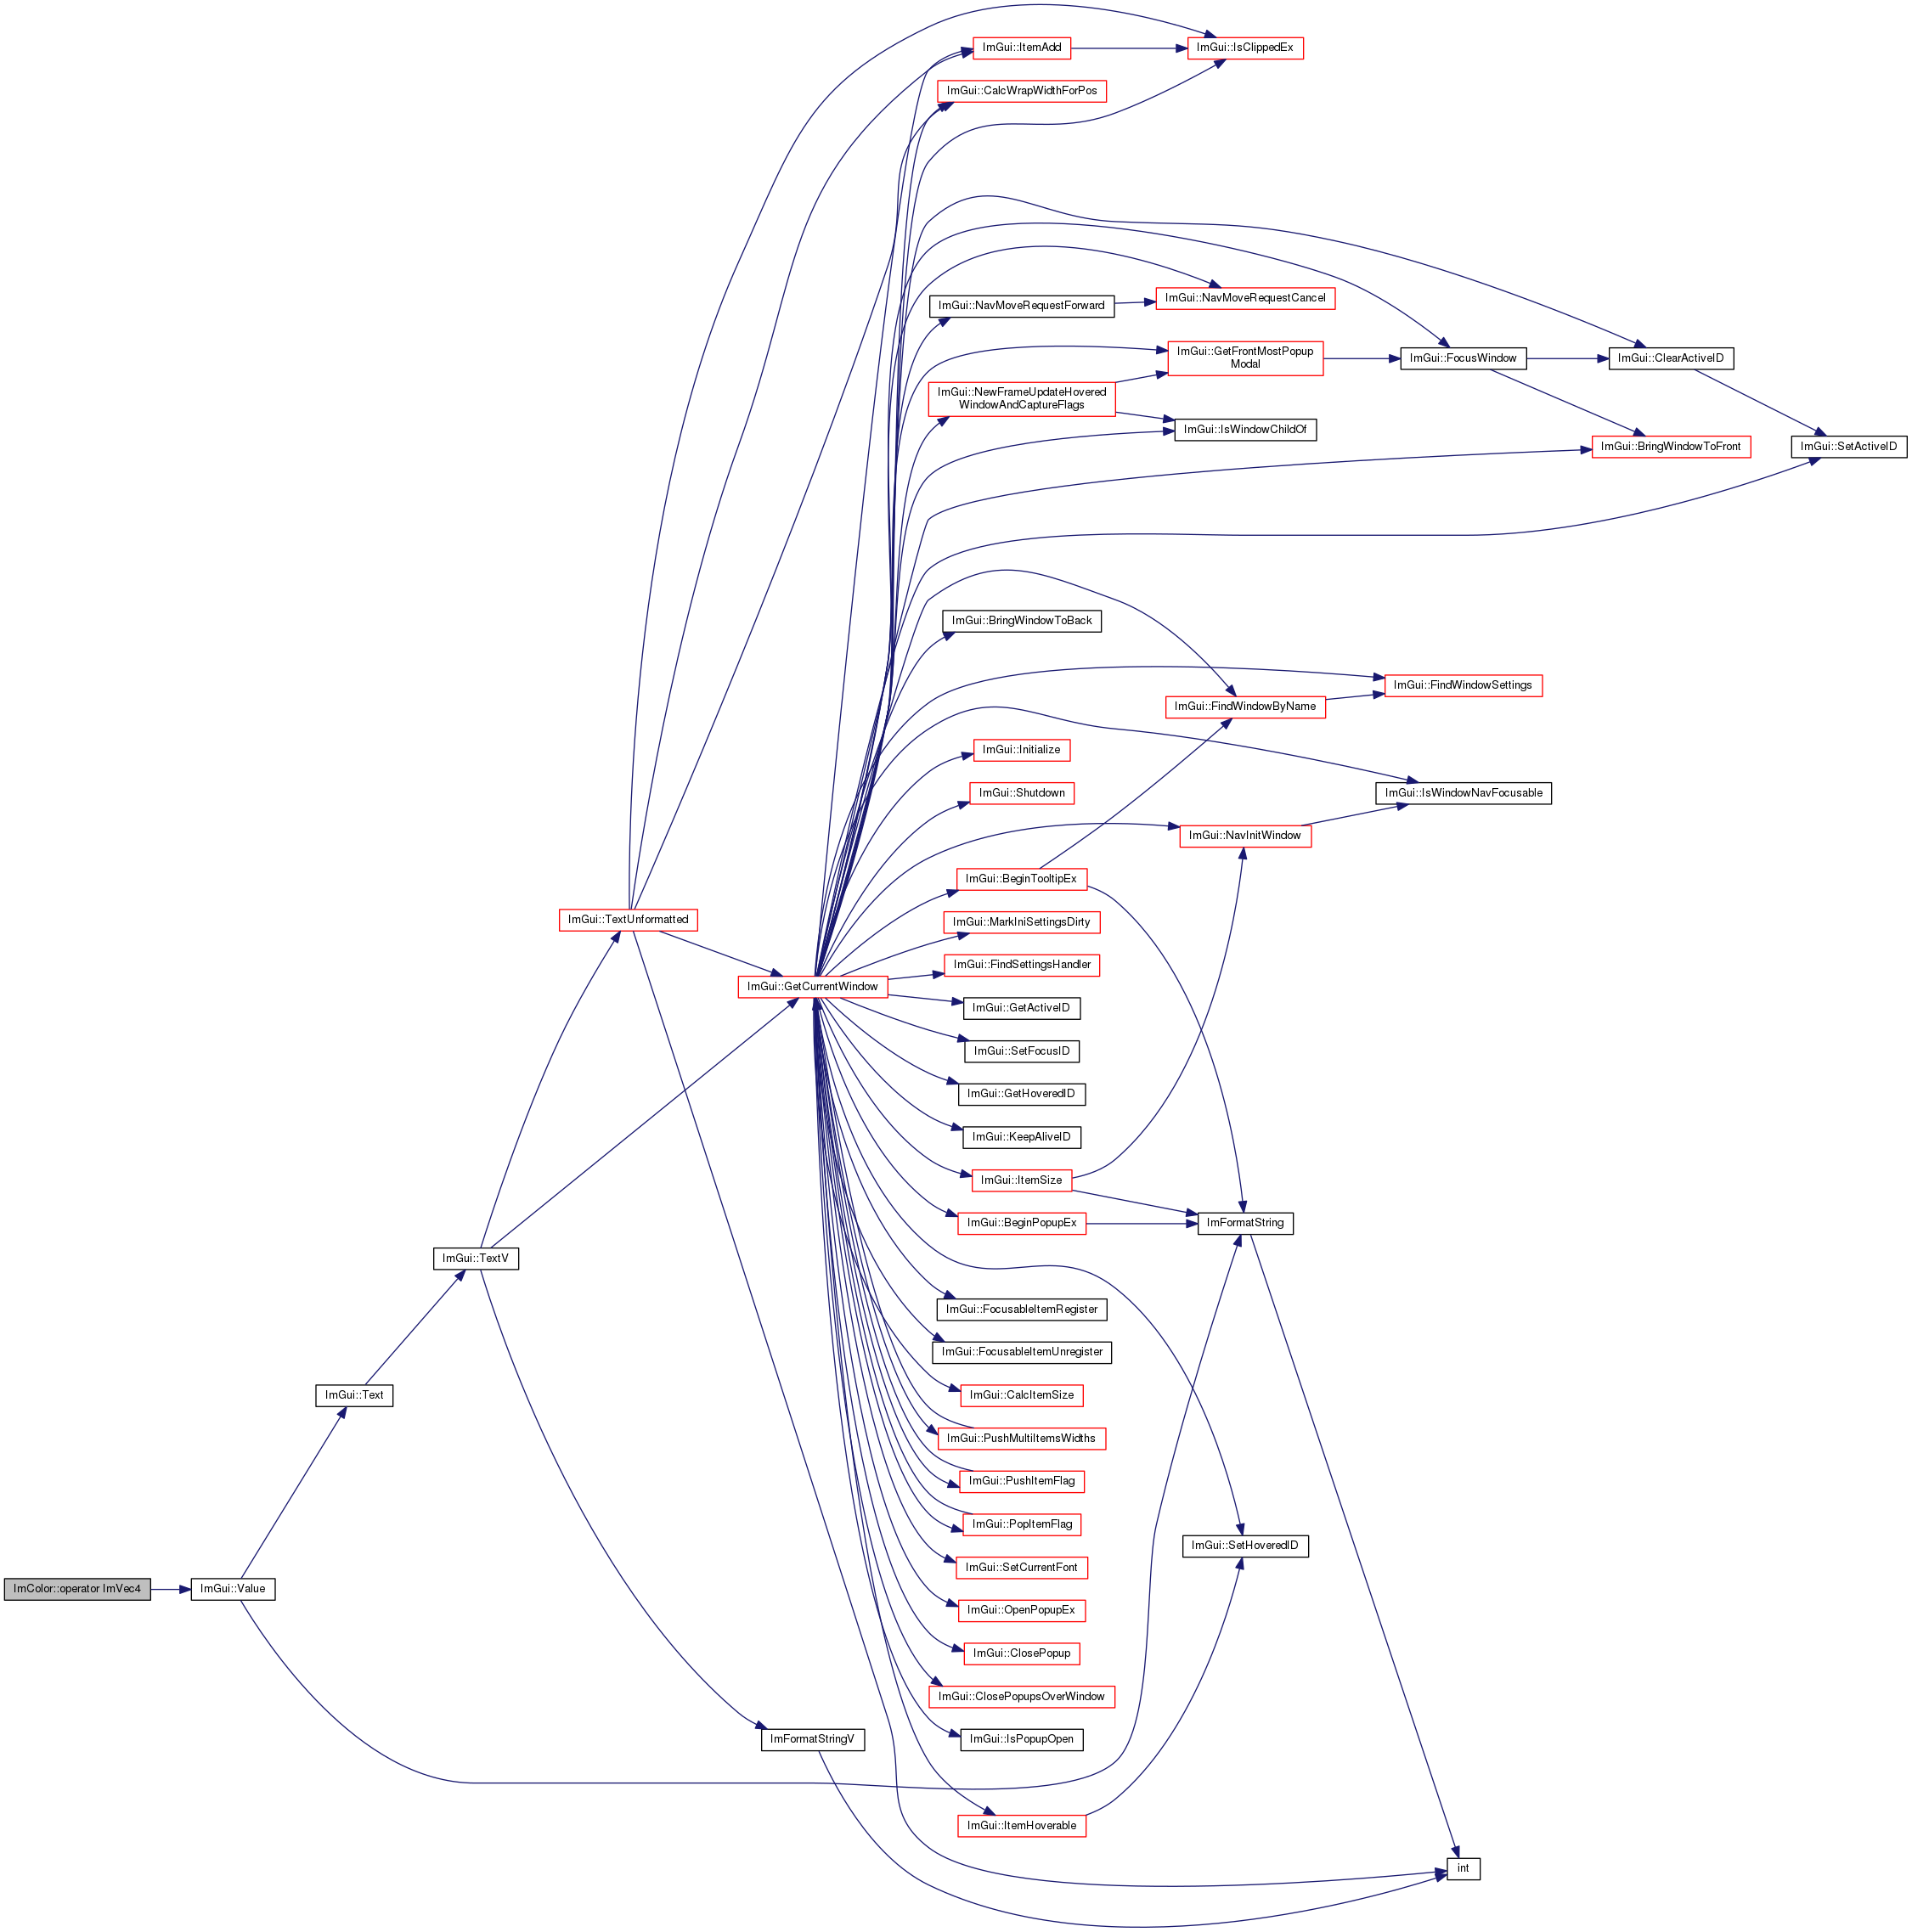 ImGui::ItemAdd
ImGui::IsClippedEx
ImGui::CalcWrapWidthForPos
ImGui::NavMoveRequestCancel
ImGui::NavMoveRequestForward
ImGui::GetFrontMostPopup
Modal
ImGui::FocusWindow
ImGui::ClearActiveID
ImGui::NewFrameUpdateHovered
WindowAndCaptureFlags
ImGui::IsWindowChildOf
ImGui::BringWindowToFront
ImGui::SetActiveID
ImGui::BringWindowToBack
ImGui::FindWindowSettings
ImGui::FindWindowByName
ImGui::Initialize
ImGui::Shutdown
ImGui::IsWindowNavFocusable
ImGui::NavInitWindow
ImGui::BeginTooltipEx
ImGui::TextUnformatted
ImGui::MarkIniSettingsDirty
ImGui::FindSettingsHandler
ImGui::GetCurrentWindow
ImGui::GetActiveID
ImGui::SetFocusID
ImGui::GetHoveredID
ImGui::KeepAliveID
ImGui::ItemSize
ImGui::BeginPopupEx
ImFormatString
ImGui::TextV
ImGui::FocusableItemRegister
ImGui::FocusableItemUnregister
ImGui::Text
ImGui::CalcItemSize
ImGui::PushMultiItemsWidths
ImGui::PushItemFlag
ImGui::PopItemFlag
ImGui::SetHoveredID
ImGui::SetCurrentFont
ImColor::operator ImVec4
ImGui::Value
ImGui::OpenPopupEx
ImGui::ClosePopup
ImGui::ClosePopupsOverWindow
ImFormatStringV
ImGui::IsPopupOpen
ImGui::ItemHoverable
int